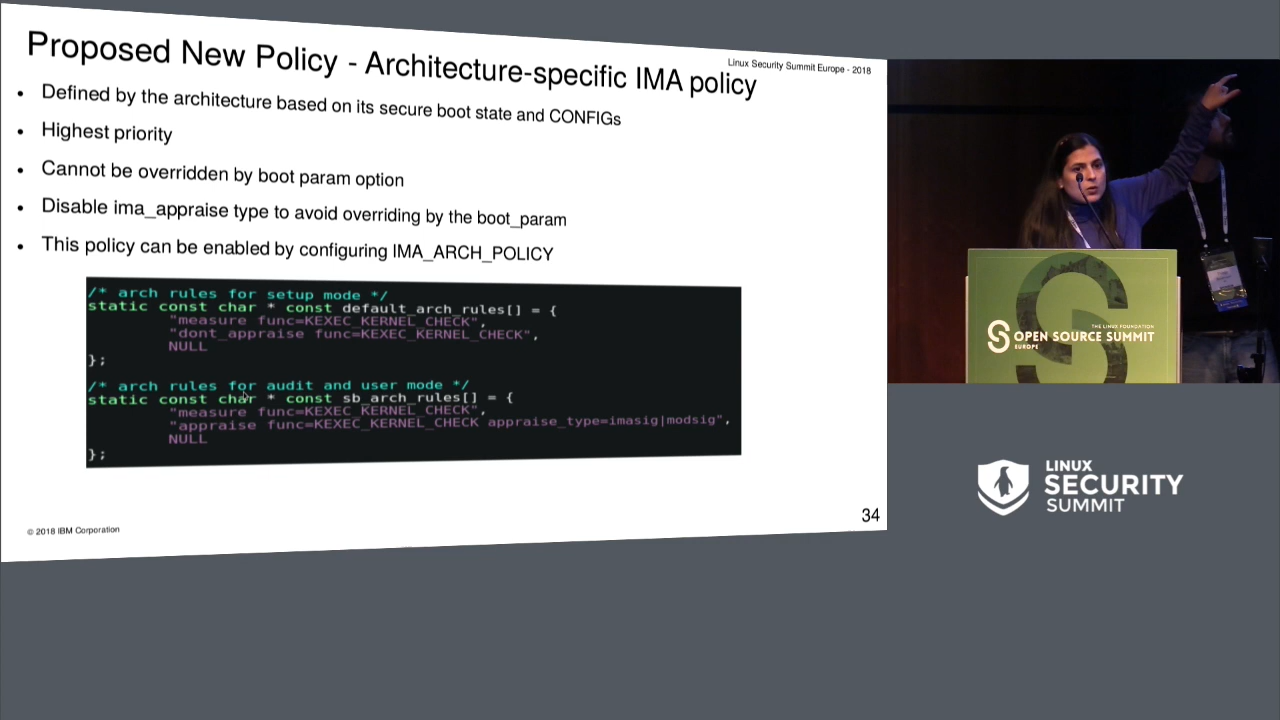 Proposed New Policy - Architecture-specific IMA policy
Linux Security Summit Europe - 2018
• Defined by the architecture based on its secure boot state and CONFIGs
• Highest priority
• Cannot be overridden by boot param option
• Disable ima_appraise type to avoid overriding by the boot_param
• This policy can be enabled by configuring IMA_ARCH_POLICY
/* arch rules for setup mode */
static const char * const default_arch_rules[] = {
"measure func=KEXEC_KERNEL_CHECK",
"dont_appraise func=KEXEC_KERNEL_CHECK",
NULL
};
/* arch rules for audit and user mode */
static const char * const sb_arch_rules[] = {
"measure func=KEXEC_KERNEL_CHECK",
"appraise func=KEXEC_KERNEL_CHECK appraise_type=imasig|modsig",
NULL
};
© 2018 IBM Corporation
34
THE LINUX FOUNDATION
OPEN SOURCE SUMMIT
EUROPE
LINUX
SECURITY
SUMMIT